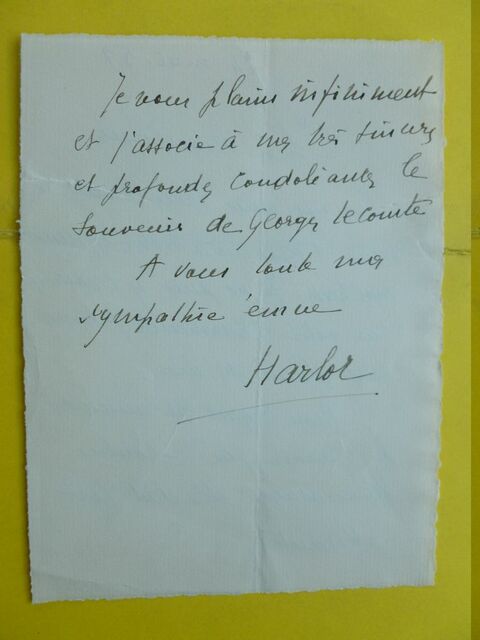 Je vous plains infiniment
et j'associe à mes très sincères
et profondes condoléances le
souvenir de Georges Lecomte
A vous toute ma
sympathie émue
Harlor